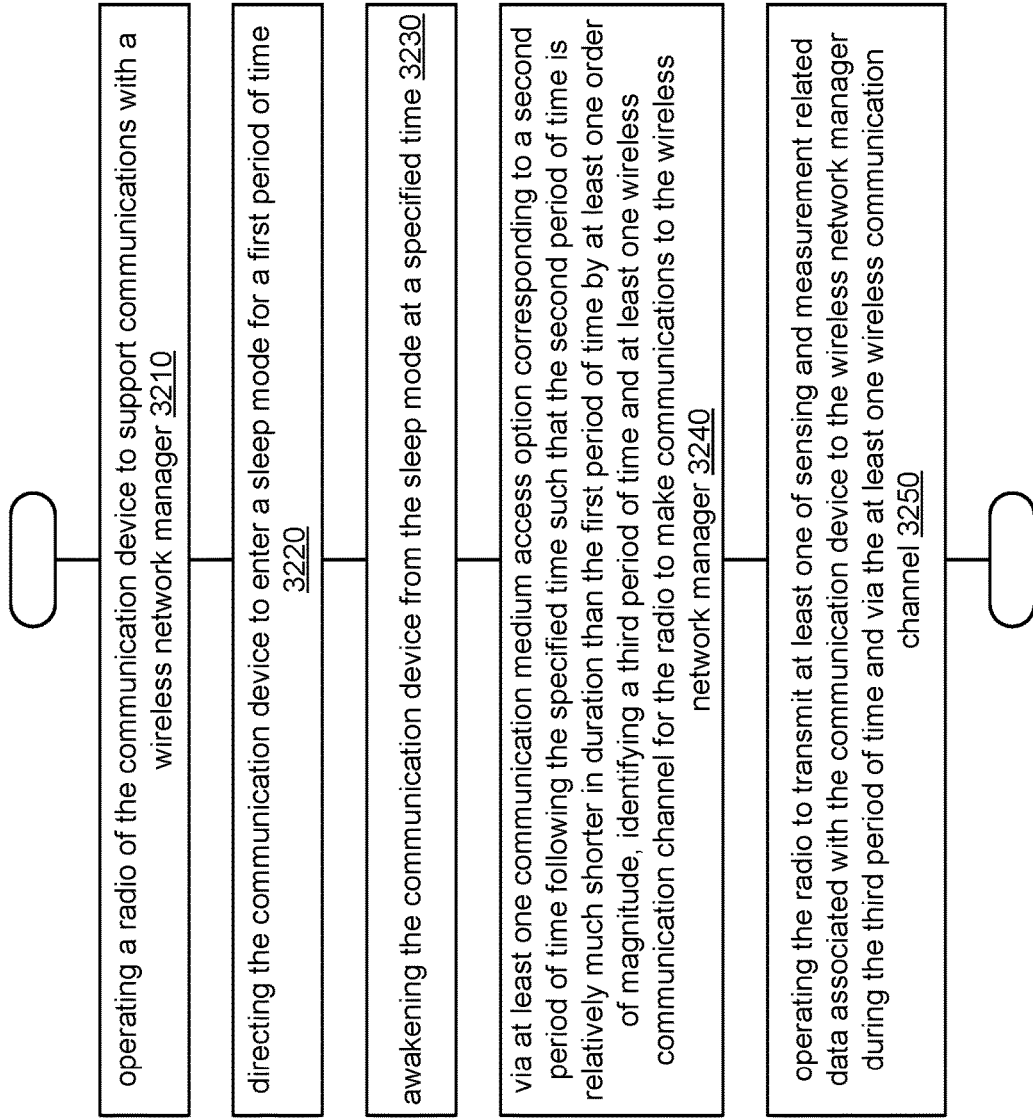 operating a radio of the communication device to support communications with a
wireless network manager 3210
directing the communication device to enter a sleep mode for a first period of time
3220
awakening the communication device from the sleep mode at a specified time 3230
via at least one communication medium access option corresponding to a second
period of time following the specified time such that the second period of time is
relatively much shorter in duration than the first period of time by at least one order
of magnitude, identifying a third period of time and at least one wireless
communication channel for the radio to make communications to the wireless
network manager 3240
operating the radio to transmit at least one of sensing and measurement related
data associated with the communication device to the wireless network manager
during the third period of time and via the at least one wireless communication
channel 3250